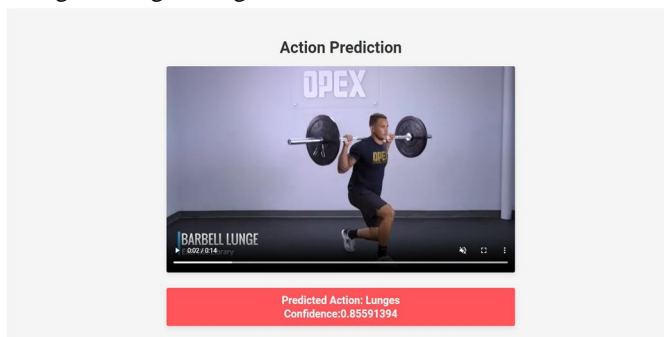 Action Prediction
OPEX
OPEX
BARBELL LUNGE
0:02 / 0:14
Predicted Action: Lunges
Confidence:0.85591394